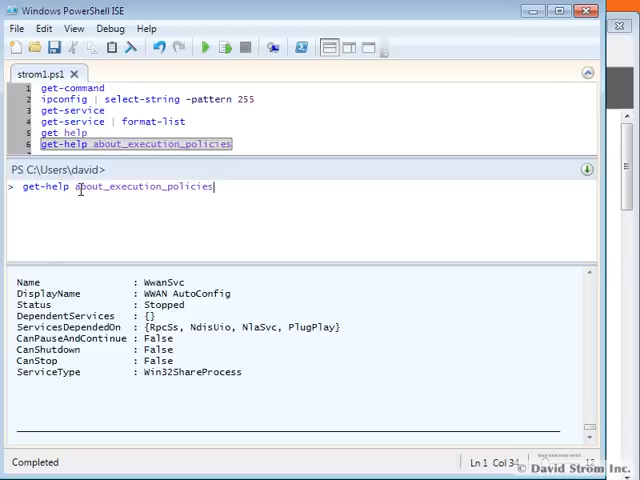 Windows PowerShell ISE
File Edit View Debug Help
strom1.ps1
1 get-command
2 ipconfig | select-string -pattern 255
3 get-service
4 get-service | format-list
5 get help
6 get-help about_execution_policies
7
PS C:\Users\david>
> get-help about_execution_policies
Name : WwanSvc
DisplayName : WWAN AutoConfig
Status : Stopped
DependentServices : {}
ServicesDependedOn : {RpcSs, NdisUio, NlaSvc, PlugPlay}
CanPauseAndContinue : False
CanShutdown : False
CanStop : False
ServiceType : Win32ShareProcess
Completed
Ln 1 Col 34
© David Strom Inc.